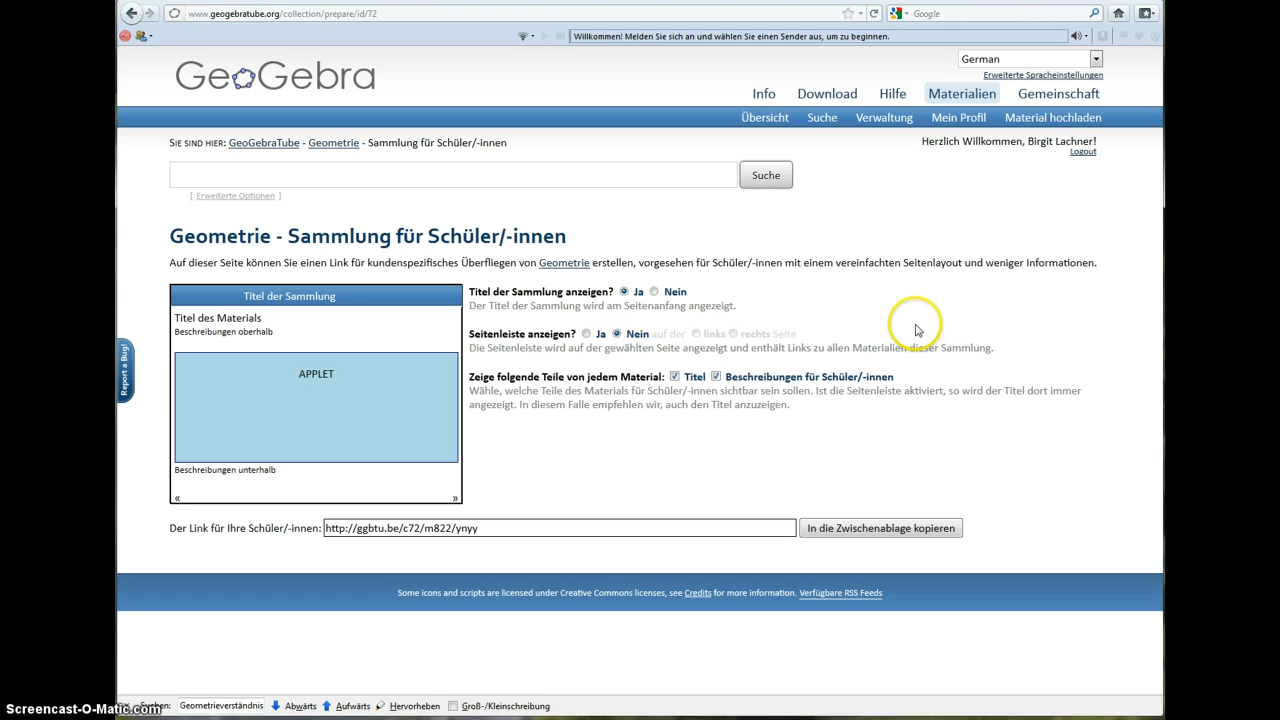 www.geogebratube.org/collection/prepare/id/72
Google
Willkommen! Melden Sie sich an und wählen Sie einen Sender aus, um zu beginnen.
GeoGebra
German
Erweiterte Spracheinstellungen
Info Download Hilfe Materialien Gemeinschaft
Übersicht Suche Verwaltung Mein Profil Material hochladen
SIE SIND HIER: GeoGebraTube - Geometrie - Sammlung für Schüler/-innen
Herzlich Willkommen, Birgit Lachner!
Logout
Suche
[ Erweiterte Optionen ]
Geometrie - Sammlung für Schüler/-innen
Auf dieser Seite können Sie einen Link für kundenspezifisches Überfliegen von Geometrie erstellen, vorgesehen für Schüler/-innen mit einem vereinfachten Seitenlayout und weniger Informationen.
Titel der Sammlung
Titel des Materials
Beschreibungen oberhalb
APPLET
Beschreibungen unterhalb
« »
Titel der Sammlung anzeigen? Ja Nein
Der Titel der Sammlung wird am Seitenanfang angezeigt.
Seitenleiste anzeigen? Ja Nein auf der links rechts Seite
Die Seitenleiste wird auf der gewählten Seite angezeigt und enthält Links zu allen Materialien dieser Sammlung.
Zeige folgende Teile von jedem Material: Titel Beschreibungen für Schüler/-innen
Wähle, welche Teile des Materials für Schüler/-innen sichtbar sein sollen. Ist die Seitenleiste aktiviert, so wird der Titel dort immer
angezeigt. In diesem Falle empfehlen wir, auch den Titel anzuzeigen.
Report a Bug!
Der Link für Ihre Schüler/-innen: http://ggbtu.be/c72/m822/ynyy In die Zwischenablage kopieren
Some icons and scripts are licensed under Creative Commons licenses, see Credits for more information. Verfügbare RSS Feeds
Suchen: Geometrieverständnis Abwärts Aufwärts Hervorheben Groß-/Kleinschreibung
Screencast-O-Matic.com